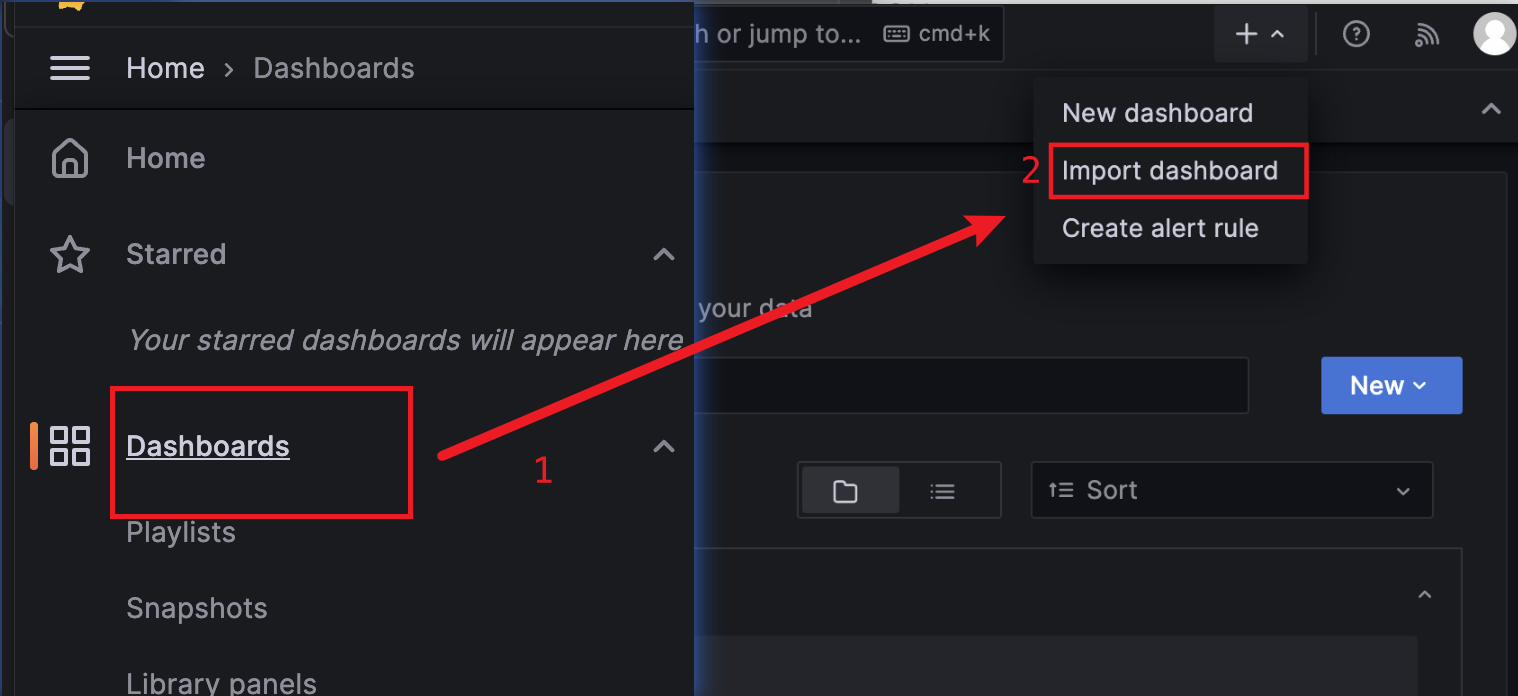 Home › Dashboards
Home
Starred
Your starred dashboards will appear here
Dashboards
1
Playlists
Snapshots
Library panels
h or jump to... cmd+k
New dashboard
2 Import dashboard
Create alert rule
your data
New
Sort